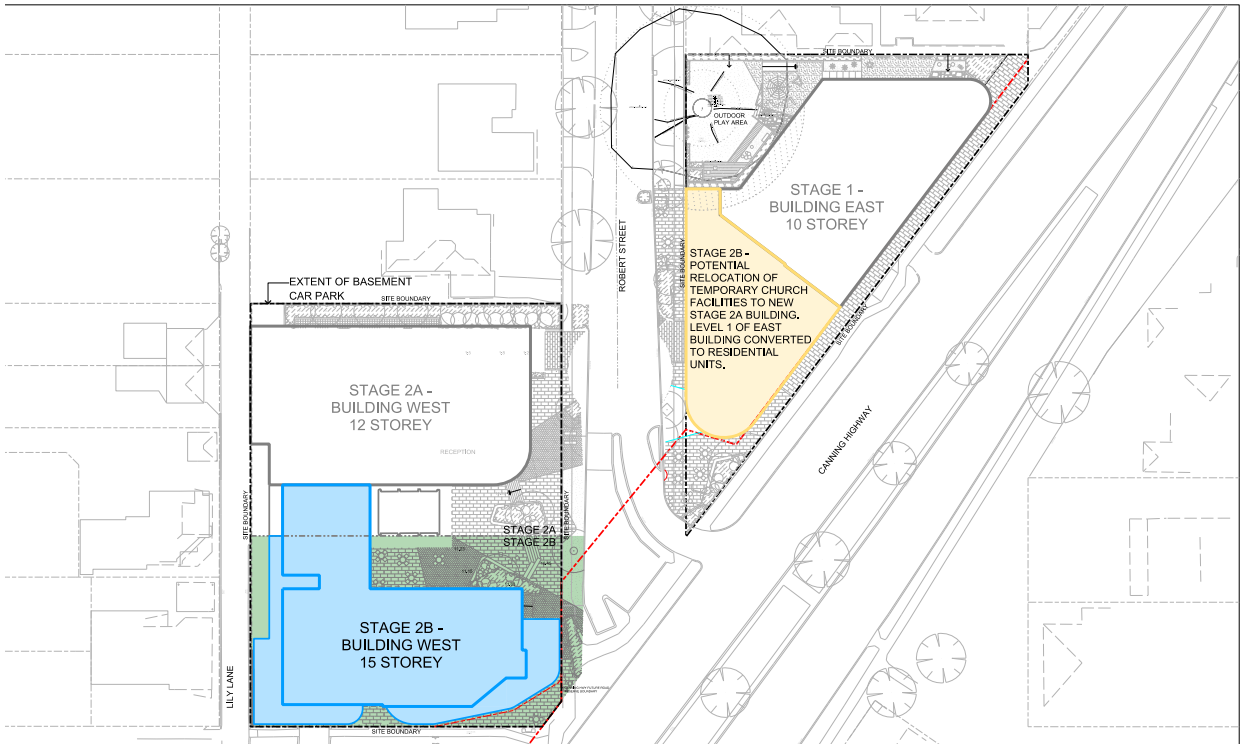 SITE BOUNDARY
OUTDOOR
PLAY AREA
STAGE 1 -
BUILDING EAST
10 STOREY
ROBERT STREET
SITE BOUNDARY
STAGE 2B -
POTENTIAL
RELOCATION OF
TEMPORARY CHURCH
FACILITIES TO NEW
STAGE 2A BUILDING.
LEVEL 1 OF EAST
BUILDING CONVERTED
TO RESIDENTIAL
UNITS.
SITE BOUNDARY
CANNING HIGHWAY
EXTENT OF BASEMENT
CAR PARK
SITE BOUNDARY
STAGE 2A -
BUILDING WEST
12 STOREY
RECEPTION
SITE BOUNDARY
SITE BOUNDARY
STAGE 2A
STAGE 2B
STAGE 2B -
BUILDING WEST
15 STOREY
LILY LANE
SITE BOUNDARY